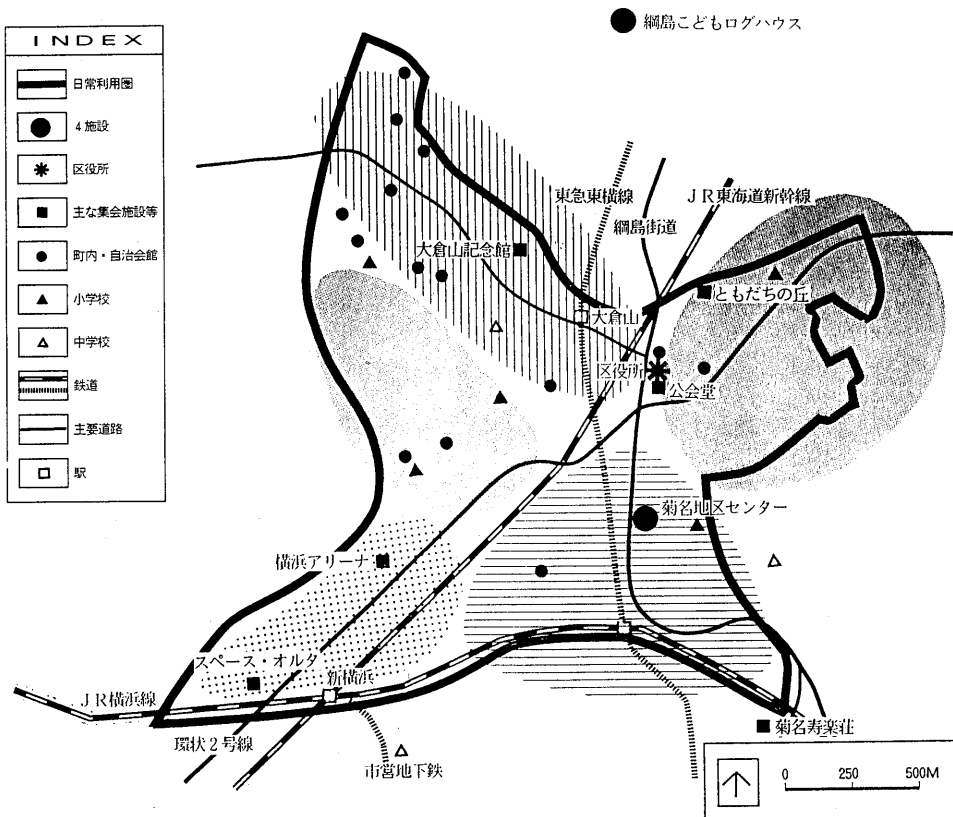 綱島こどもログハウス
INDEX
日常利用圏
4施設
区役所
主な集会施設等
町内・自治会館
小学校
中学校
鉄道
主要道路
駅
東急東横線
JR東海道新幹線
綱島街道
大倉山記念館
ともだちの丘
大倉山
区役所
公会堂
菊名地区センター
横浜アリーナ
スペース・オルタ
新横浜
JR横浜線
環状2号線
市営地下鉄
菊名寿楽荘
0 250 500M